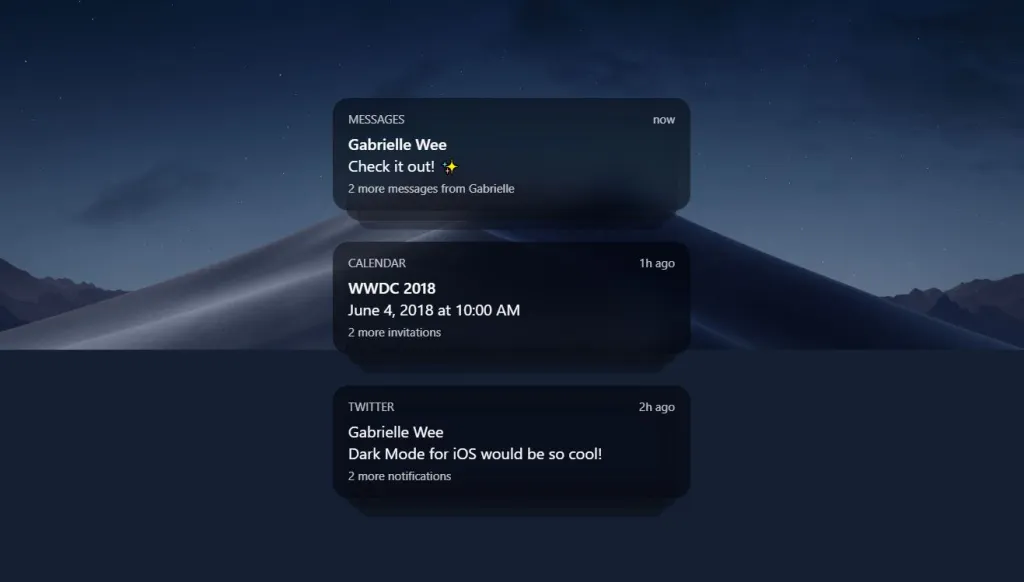 MESSAGES now
Gabrielle Wee
Check it out! ✨
2 more messages from Gabrielle
CALENDAR 1h ago
WWDC 2018
June 4, 2018 at 10:00 AM
2 more invitations
TWITTER 2h ago
Gabrielle Wee
Dark Mode for iOS would be so cool!
2 more notifications